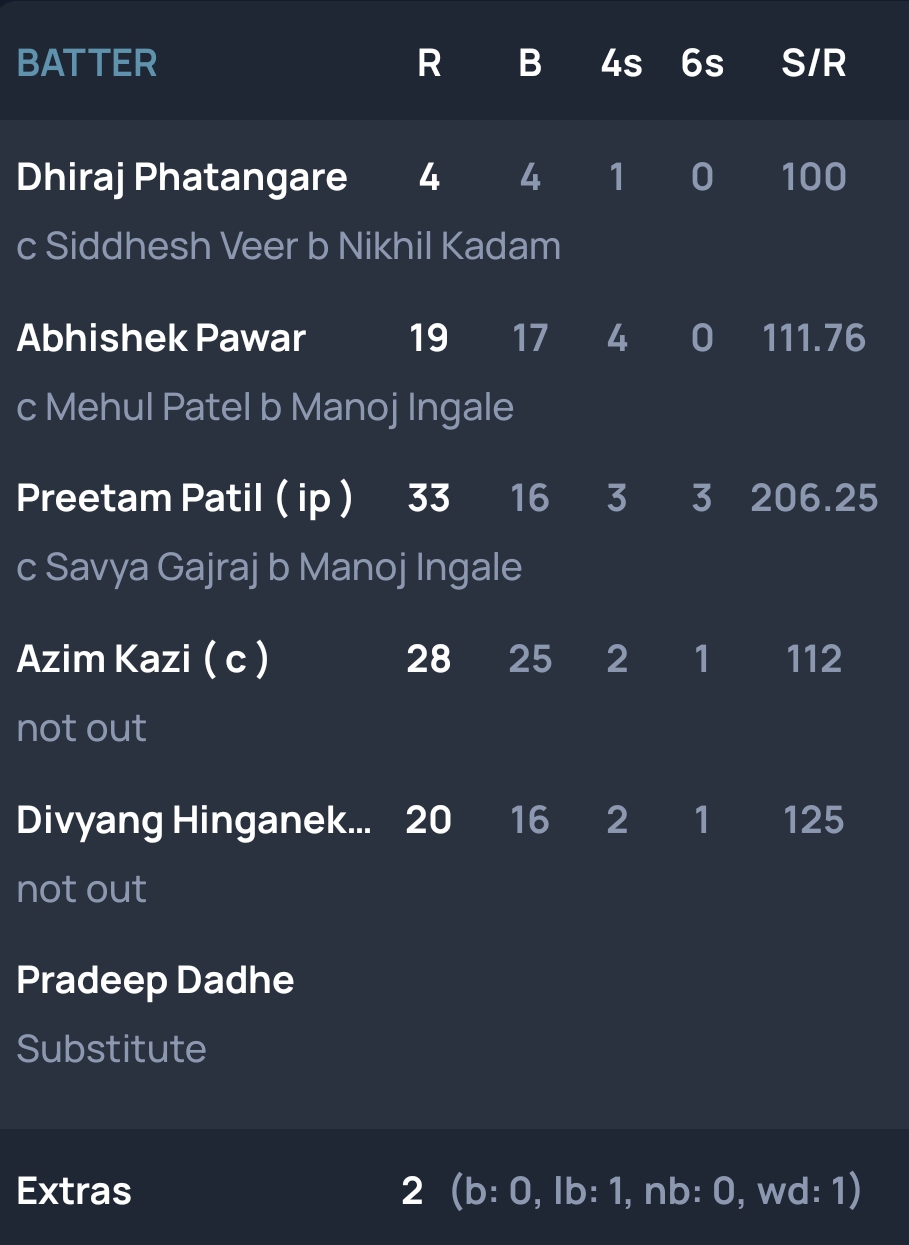 BATTER R B 4s 6s S/R
Dhiraj Phatangare 4 4 1 0 100
c Siddhesh Veer b Nikhil Kadam
Abhishek Pawar 19 17 4 0 111.76
c Mehul Patel b Manoj Ingale
Preetam Patil ( ip ) 33 16 3 3 206.25
c Savya Gajraj b Manoj Ingale
Azim Kazi ( c ) 28 25 2 1 112
not out
Divyang Hinganek... 20 16 2 1 125
not out
Pradeep Dadhe
Substitute
Extras 2 (b: 0, lb: 1, nb: 0, wd: 1)